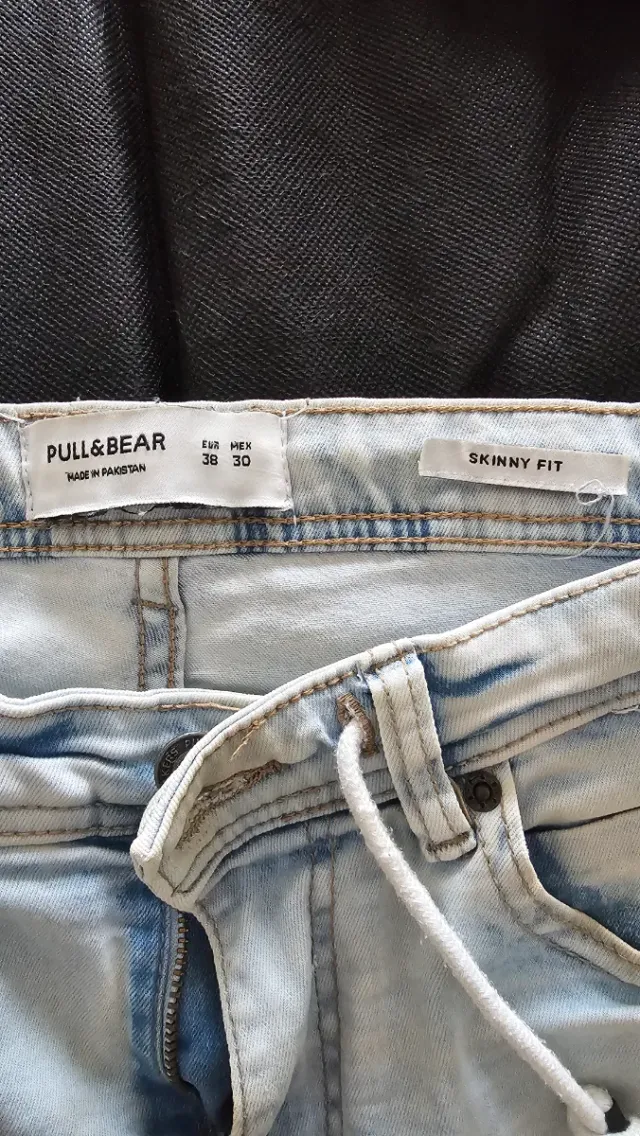 PULL&BEAR
MADE IN PAKISTAN
EUR MEX
38 30
SKINNY FIT